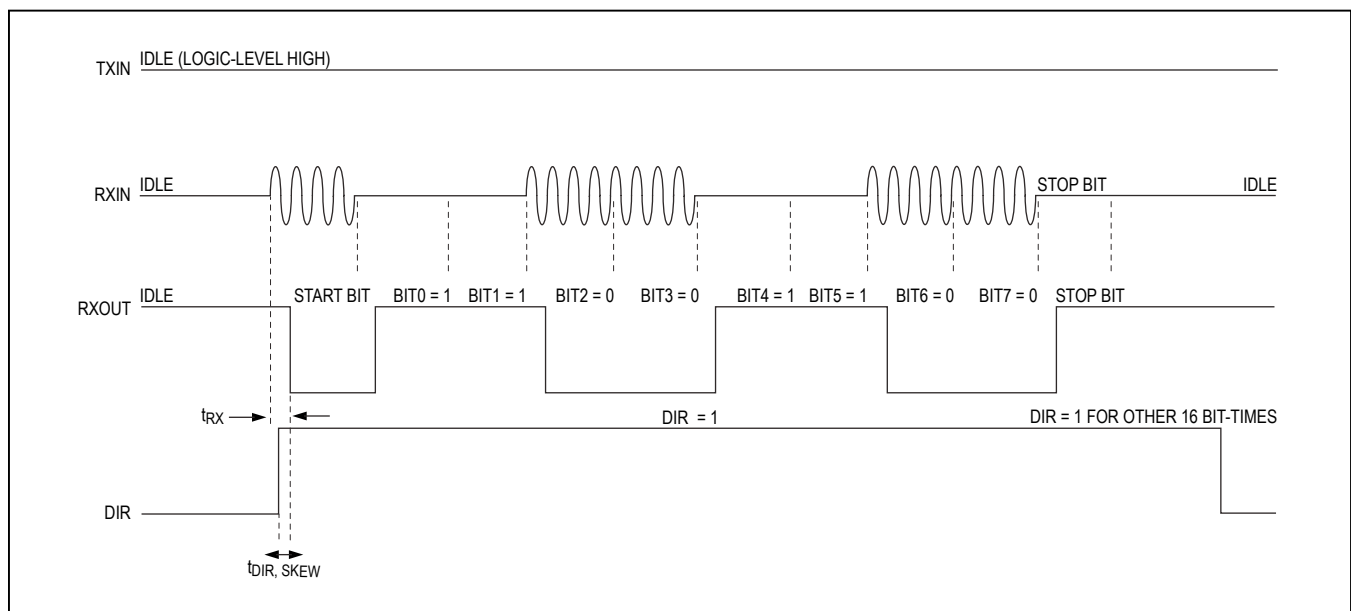 TXIN IDLE (LOGIC-LEVEL HIGH)
RXIN IDLE STOP BIT IDLE
RXOUT IDLE START BIT BIT0 = 1 BIT1 = 1 BIT2 = 0 BIT3 = 0 BIT4 = 1 BIT5 = 1 BIT6 = 0 BIT7 = 0 STOP BIT
tRX
DIR = 1 DIR = 1 FOR OTHER 16 BIT-TIMES
DIR
tDIR, SKEW